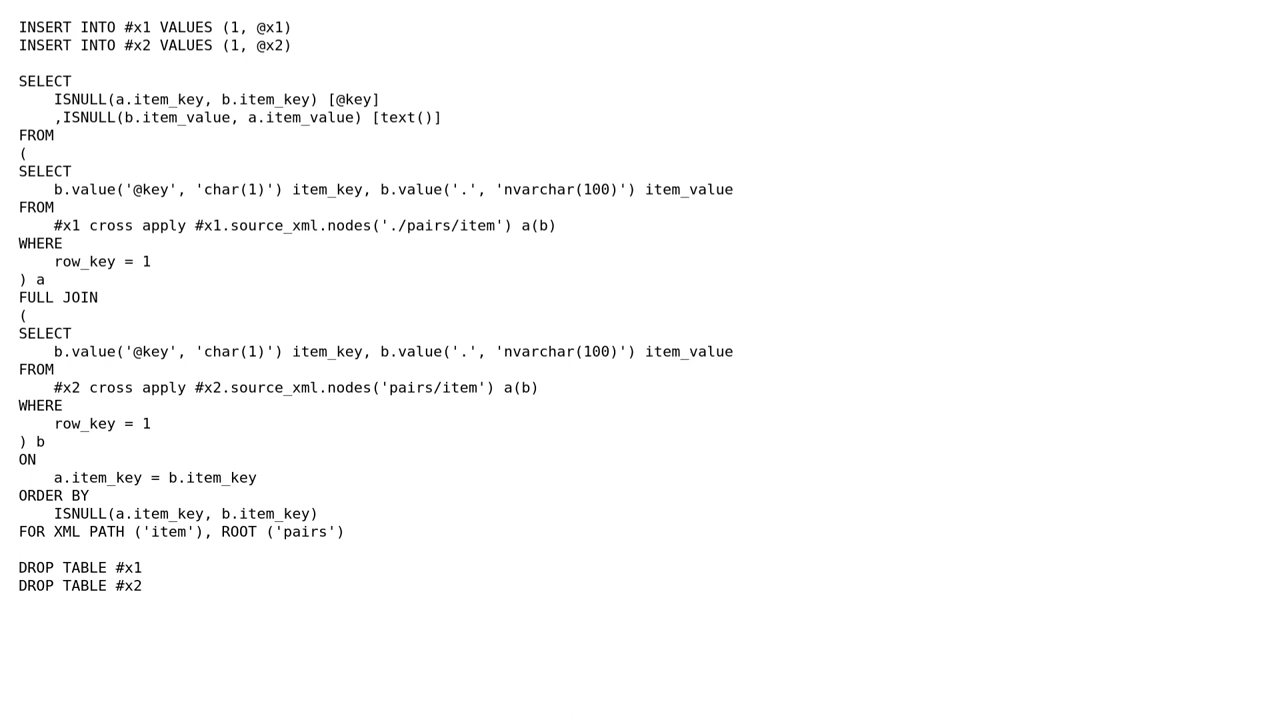 INSERT INTO #x1 VALUES (1, @x1)
INSERT INTO #x2 VALUES (1, @x2)

SELECT
    ISNULL(a.item_key, b.item_key) [@key]
    ,ISNULL(b.item_value, a.item_value) [text()]
FROM
(
SELECT
    b.value('@key', 'char(1)') item_key, b.value('.', 'nvarchar(100)') item_value
FROM
    #x1 cross apply #x1.source_xml.nodes('./pairs/item') a(b)
WHERE
    row_key = 1
) a
FULL JOIN
(
SELECT
    b.value('@key', 'char(1)') item_key, b.value('.', 'nvarchar(100)') item_value
FROM
    #x2 cross apply #x2.source_xml.nodes('pairs/item') a(b)
WHERE
    row_key = 1
) b
ON
    a.item_key = b.item_key
ORDER BY
    ISNULL(a.item_key, b.item_key)
FOR XML PATH ('item'), ROOT ('pairs')

DROP TABLE #x1
DROP TABLE #x2